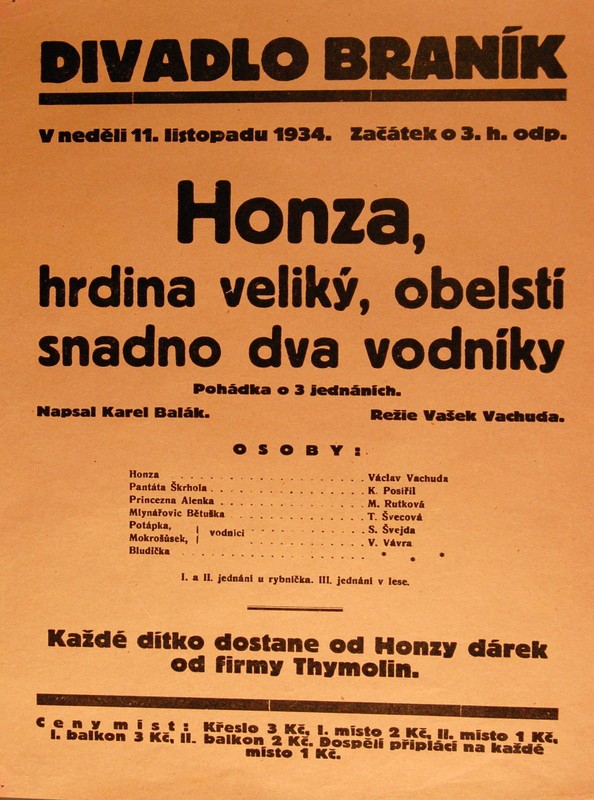 DIVADLO BRANÍK
V neděli 11. listopadu 1934. Začátek o 3. h. odp.
Honza,
hrdina veliký, obelstí
snadno dva vodníky
Pohádka o 3 jednáních.
Napsal Karel Balák. Režie Vašek Vachuda.
OSOBY:
Honza . . . . . . . . . . . . . . . . . . . . Václav Vachuda
Pantáta Škrhola . . . . . . . . . . . . . . . . K. Posiřil
Princezna Alenka . . . . . . . . . . . . . . . M. Rutková
Mlynářovic Bětuška . . . . . . . . . . . . . . T. Švecová
Potápka, | vodníci . . . . . . . . . . . . . . S. Švejda
Mokrošůsek, | . . . . . . . . . . . . . . V. Vávra
Bludička . . . . . . . . . . . . . . . . . . . * * *
I. a II. jednání u rybníčka. III. jednání v lese.
Každé dítko dostane od Honzy dárek
od firmy Thymolin.
Ceny míst: Křeslo 3 Kč, I. místo 2 Kč, II. místo 1 Kč,
I. balkon 3 Kč, II. balkon 2 Kč. Dospělí připlácí na každé
místo 1 Kč.